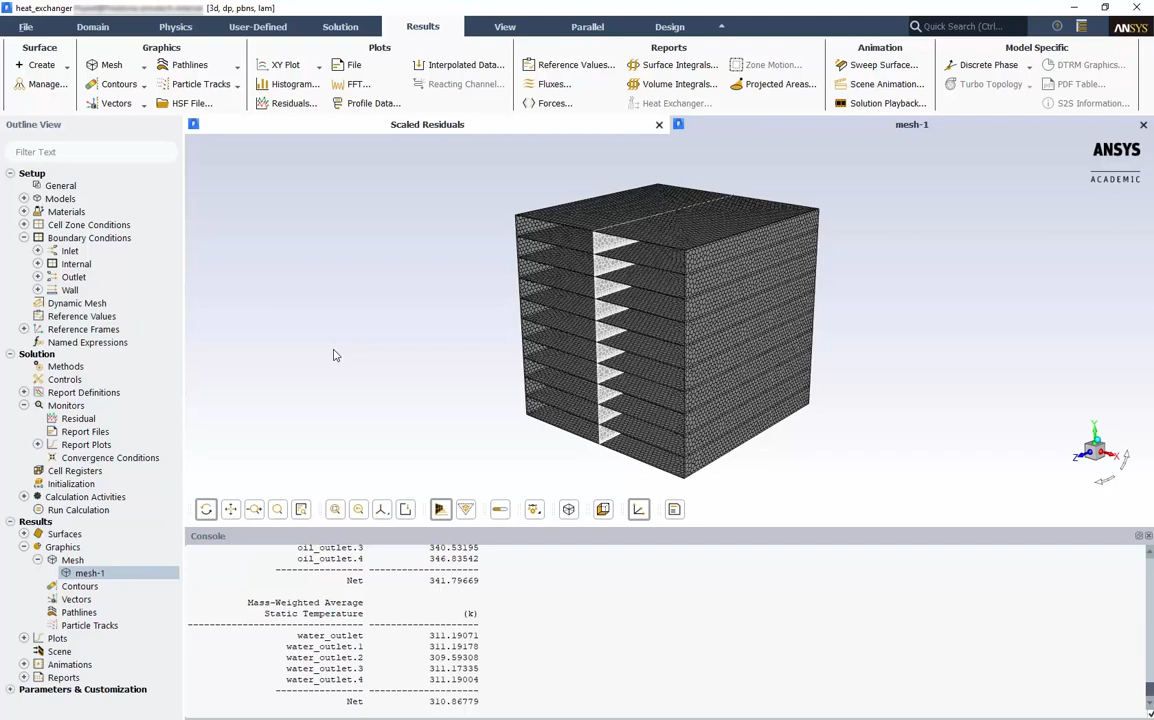 heat_exchanger [3d, dp, pbns, lam]
File Domain Physics User-Defined Solution Results View Parallel Design Quick Search (Ctrl... ANSYS
Surface Graphics Plots Reports Animation Model Specific
Create Mesh Pathlines XY Plot File Interpolated Data... Reference Values... Surface Integrals... Zone Motion... Sweep Surface... Discrete Phase DTRM Graphics...
Manage... Contours Particle Tracks Histogram... FFT... Reacting Channel... Fluxes... Volume Integrals... Projected Areas... Scene Animation... Turbo Topology PDF Table...
Vectors HSF File... Residuals... Profile Data... Forces... Heat Exchanger... Solution Playback... S2S Information...
Outline View
Scaled Residuals
mesh-1
Filter Text
Setup
General
Models
Materials
Cell Zone Conditions
Boundary Conditions
Inlet
Internal
Outlet
Wall
Dynamic Mesh
Reference Values
Reference Frames
Named Expressions
Solution
Methods
Controls
Report Definitions
Monitors
Residual
Report Files
Report Plots
Convergence Conditions
Cell Registers
Initialization
Calculation Activities
Run Calculation
Results
Surfaces
Graphics
Mesh
mesh-1
Contours
Vectors
Pathlines
Particle Tracks
Plots
Scene
Animations
Reports
Parameters & Customization
ANSYS
ACADEMIC
Y
Z
X
Console
oil_outlet.3 340.53195
oil_outlet.4 346.83542
Net 341.79669
Mass-Weighted Average
Static Temperature (k)
water_outlet 311.19071
water_outlet.1 311.19178
water_outlet.2 309.59308
water_outlet.3 311.17335
water_outlet.4 311.19004
Net 310.86779